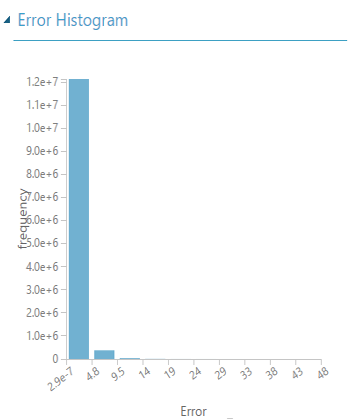 Error Histogram
1.2e+7
1.1e+7
1.0e+7
9.0e+6
8.0e+6
7.0e+6
6.0e+6
5.0e+6
4.0e+6
3.0e+6
2.0e+6
1.0e+6
0
frequency
2.9e-7 4.8 9.5 14 19 24 29 33 38 43 48
Error